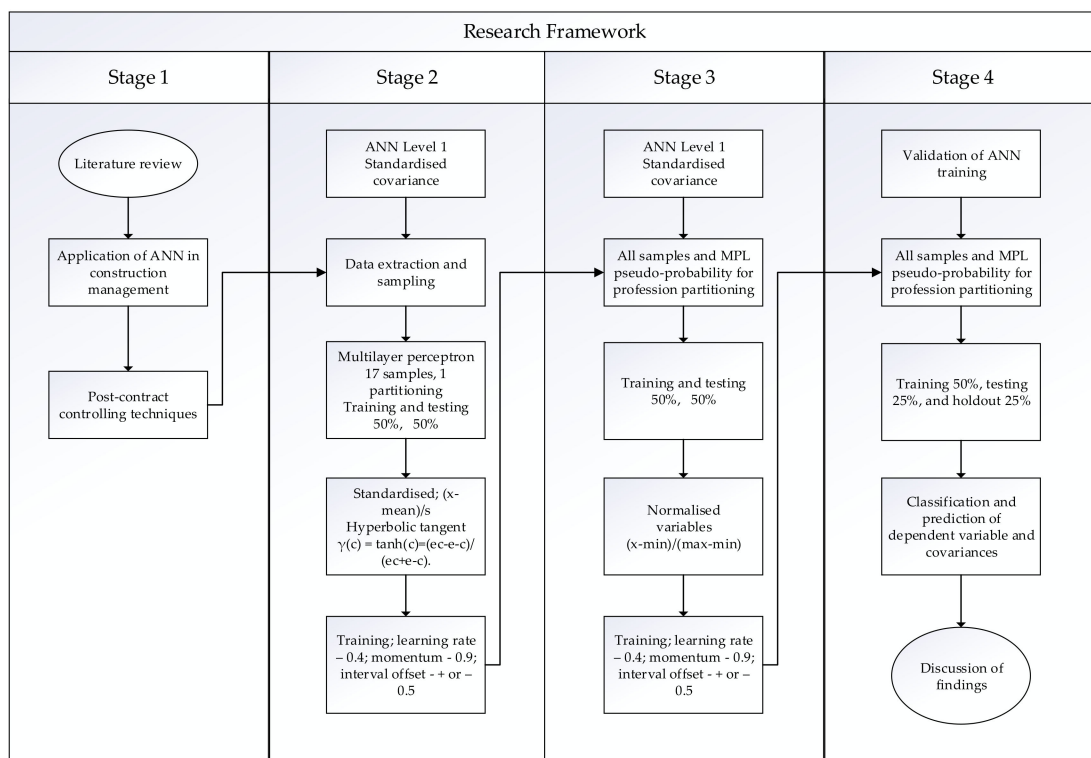 Research Framework
Stage 1
Stage 2
Stage 3
Stage 4
Literature review
Application of ANN in
construction
management
Post-contract
controlling techniques
ANN Level 1
Standardised
covariance
Data extraction and
sampling
Multilayer perceptron
17 samples, 1
partitioning
Training and testing
50%, 50%
Standardised; (x-
mean)/s
Hyperbolic tangent
γ(c) = tanh(c)=(ec-e-c)/
(ec+e-c).
Training; learning rate
– 0.4; momentum - 0.9;
interval offset - + or –
0.5
ANN Level 1
Standardised
covariance
All samples and MPL
pseudo-probability for
profession partitioning
Training and testing
50%, 50%
Normalised
variables
(x-min)/(max-min)
Training; learning rate
– 0.4; momentum - 0.9;
interval offset - + or –
0.5
Validation of ANN
training
All samples and MPL
pseudo-probability for
profession partitioning
Training 50%, testing
25%, and holdout 25%
Classification and
prediction of
dependent variable and
covariances
Discussion of
findings